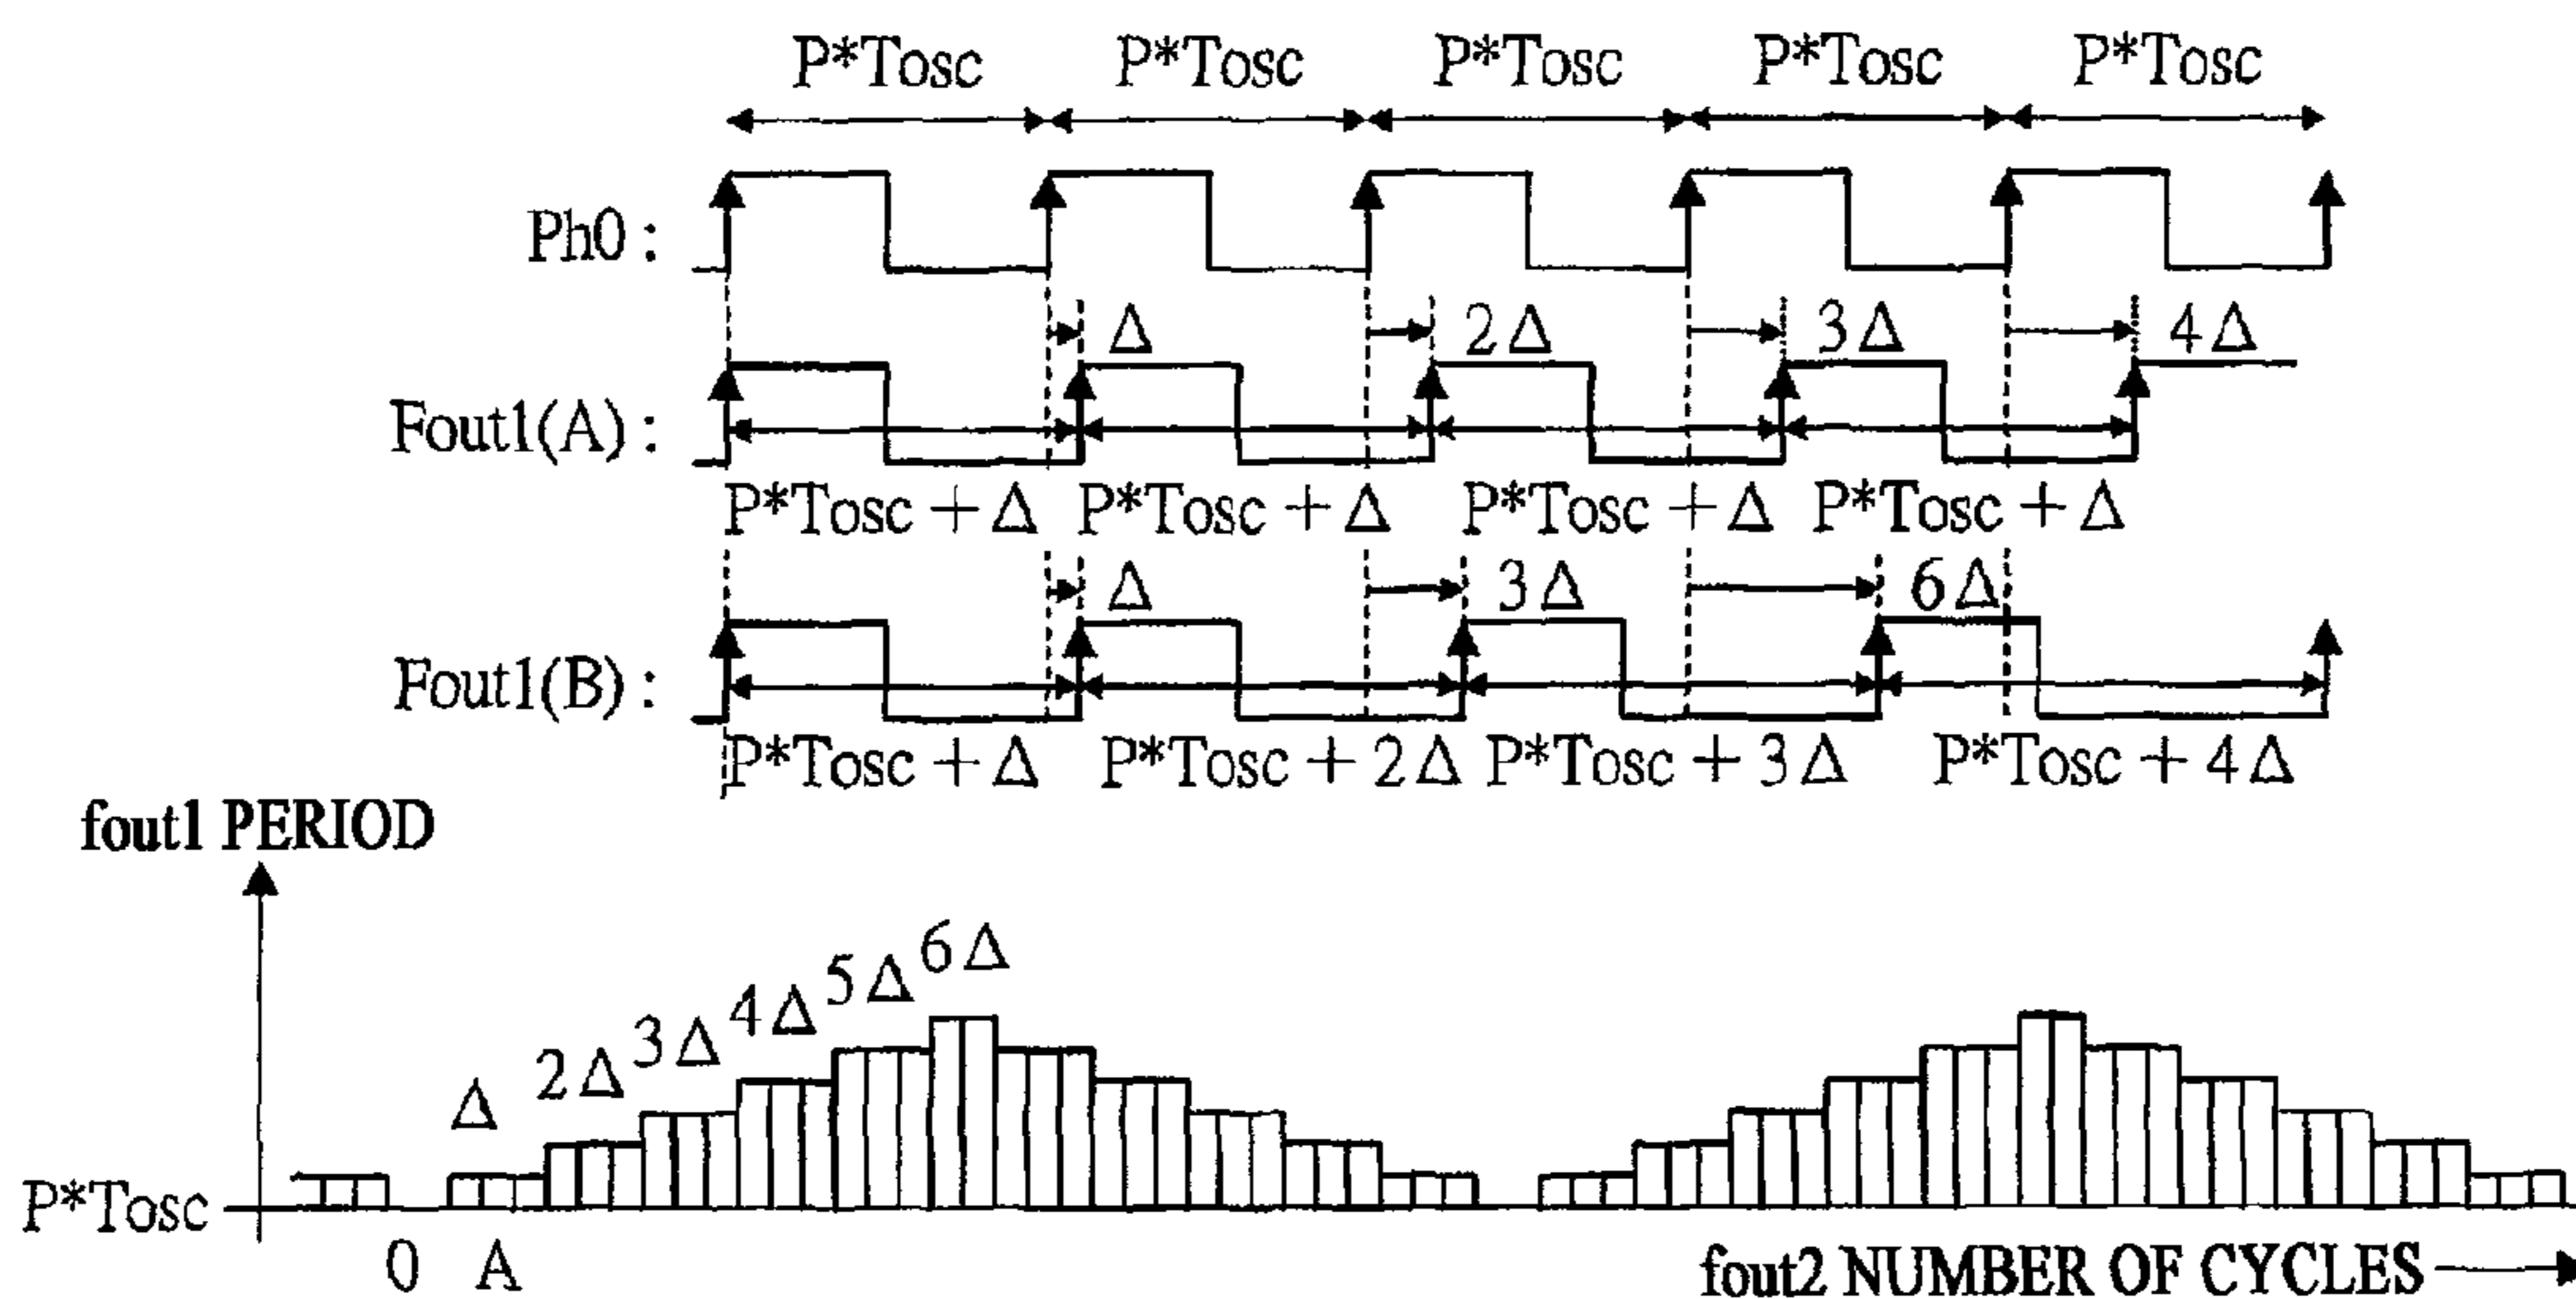 P*Tosc P*Tosc P*Tosc P*Tosc P*Tosc
Ph0 :
Δ 2Δ 3Δ 4Δ
Fout1(A) :
P*Tosc + Δ P*Tosc + Δ P*Tosc + Δ P*Tosc + Δ
Δ 3Δ 6Δ
Fout1(B) :
P*Tosc + Δ P*Tosc + 2Δ P*Tosc + 3Δ P*Tosc + 4Δ
fout1 PERIOD
Δ 2Δ 3Δ 4Δ 5Δ 6Δ
P*Tosc
0 A
fout2 NUMBER OF CYCLES